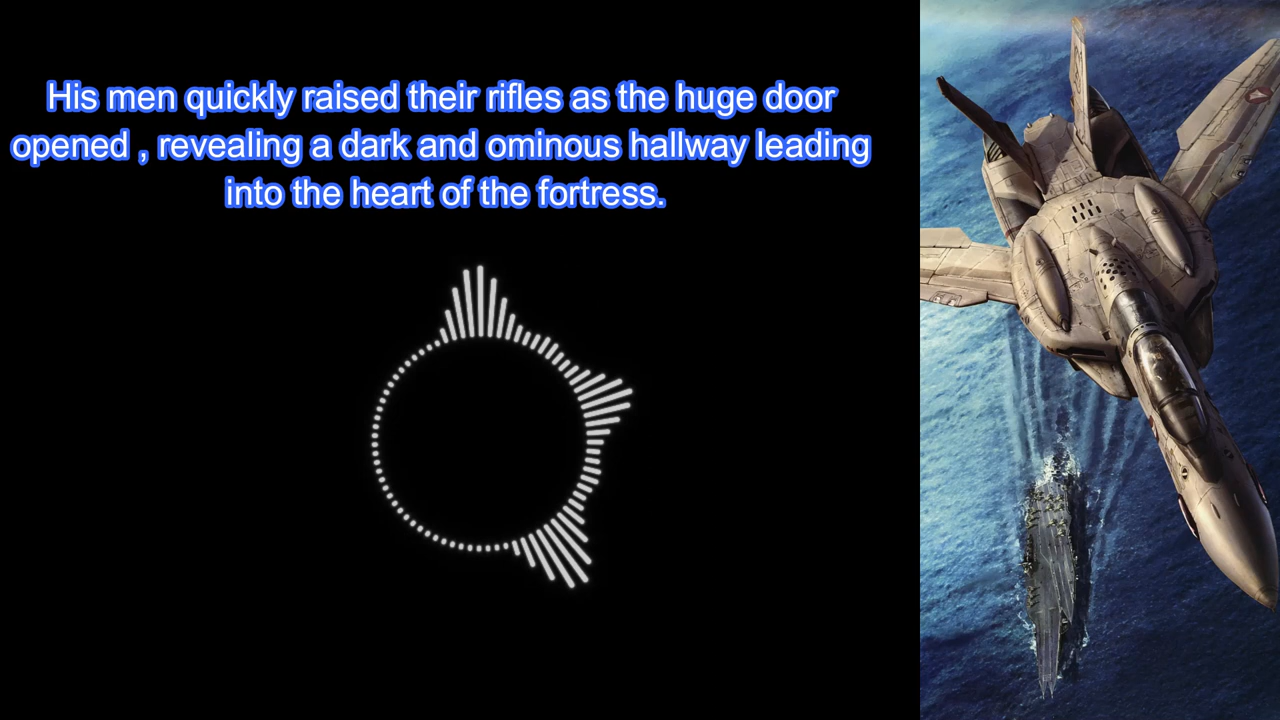 His men quickly raised their rifles as the huge door
opened , revealing a dark and ominous hallway leading
into the heart of the fortress.